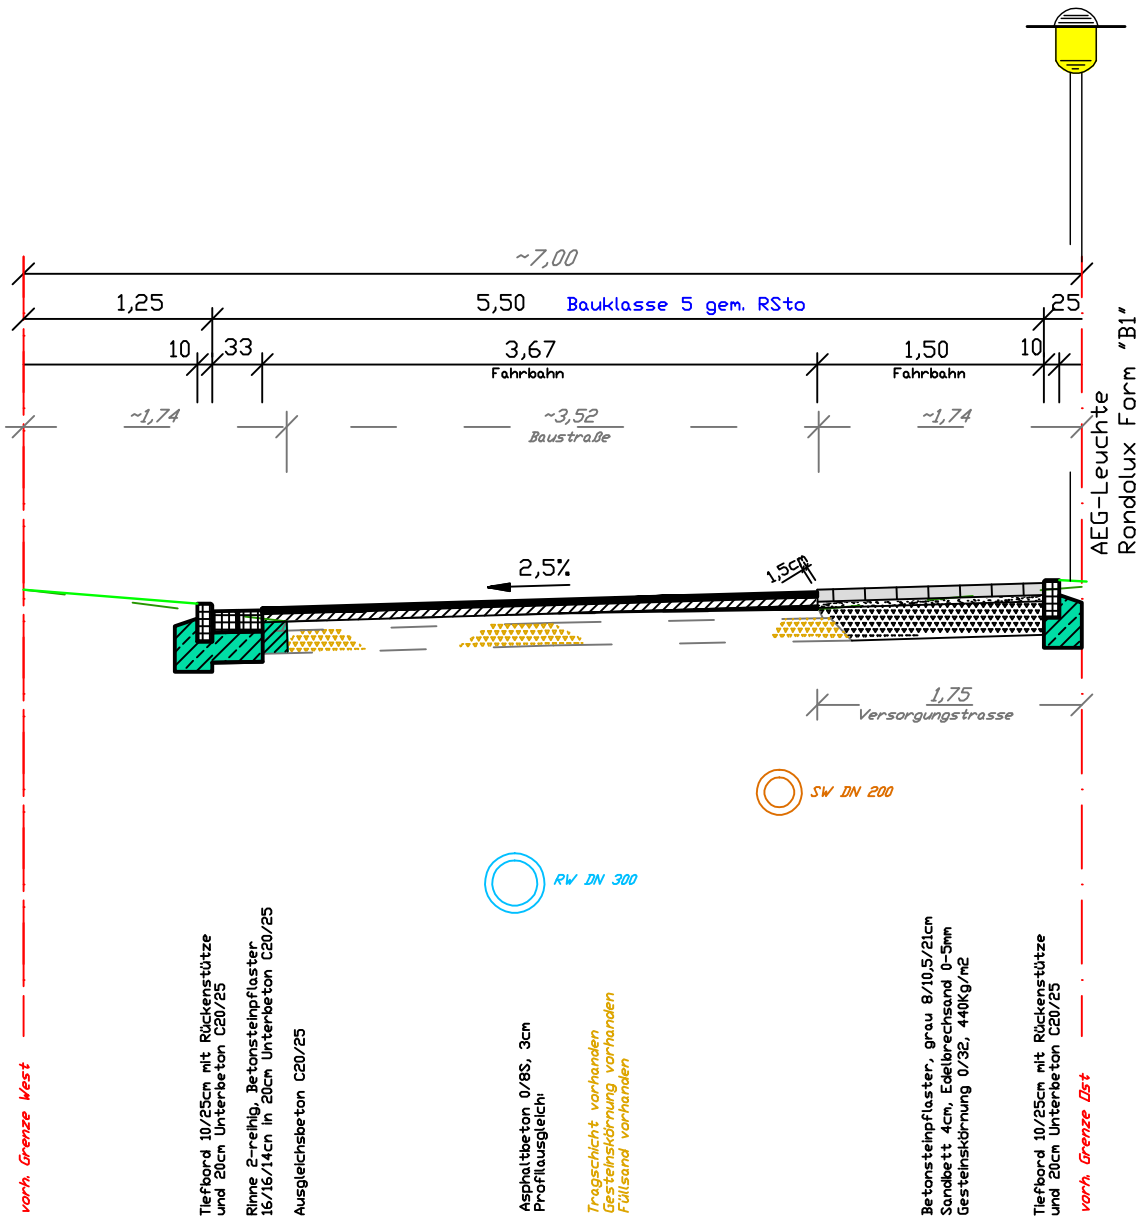 ~7,00
1,25
5,50
Bauklasse 5 gem. RSto
25
10
33
3,67
Fahrbahn
1,50
Fahrbahn
10
~1,74
~3,52
Baustraße
~1,74
AEG-Leuchte
Rondolux Form "B1"
2,5%
1,5cm
1,75
Versorgungstrasse
SW DN 200
RW DN 300
vorh. Grenze West
Tiefbord 10/25cm mit Rückenstütze
und 20cm Unterbeton C20/25
Rinne 2-reihig, Betonsteinpflaster
16/16/14cn in 20cm Unterbeton C20/25
Ausgleichsbeton C20/25
Asphaltbeton 0/8S, 3cm
Profilausgleich:
Tragschicht vorhanden
Gesteinskörnung vorhanden
Füllsand vorhanden
Betonsteinpflaster, grau 8/10,5/21cm
Sandbett 4cm, Edelbrechsand 0-5mm
Gesteinskörnung 0/32, 440Kg/m2
Tiefbord 10/25cm mit Rückenstütze
und 20cm Unterbeton C20/25
vorh. Grenze Ost